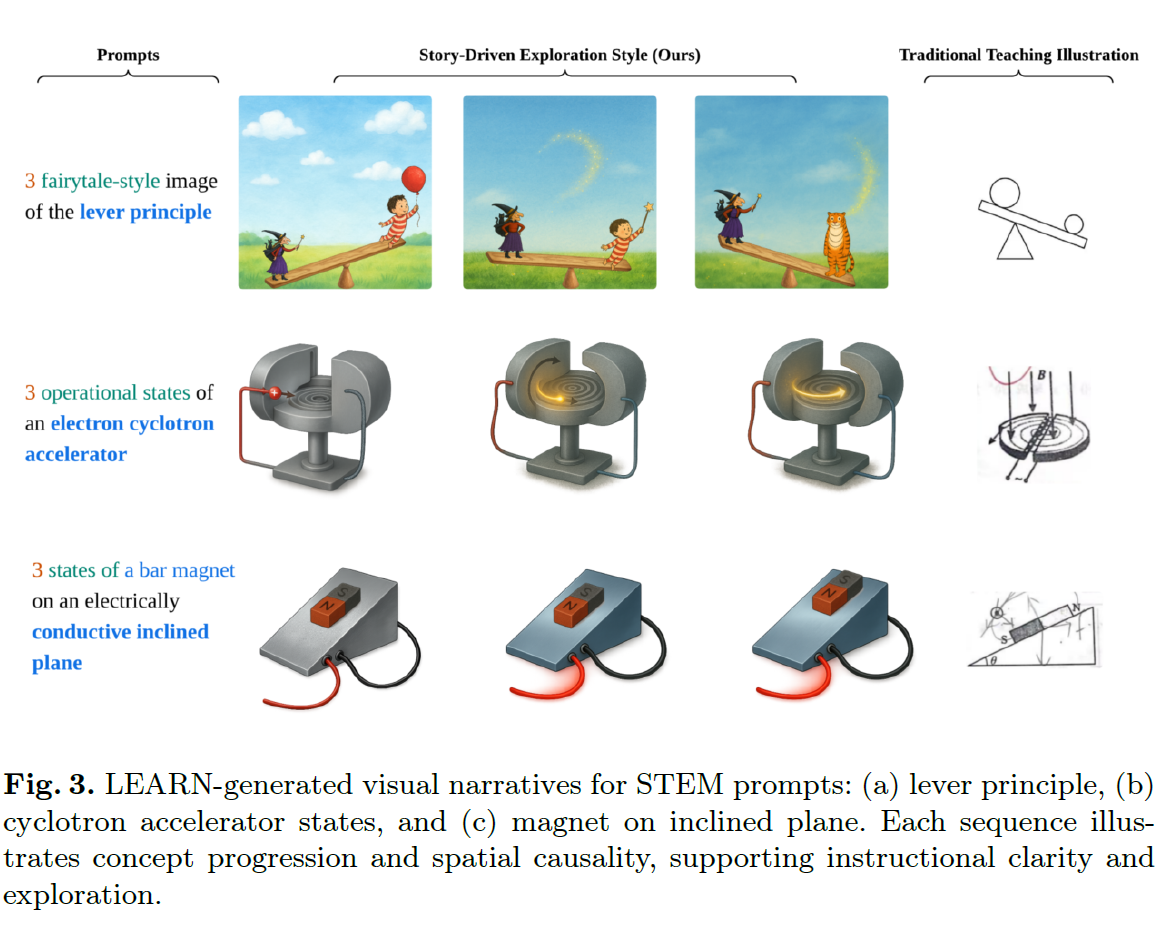 Prompts
Story-Driven Exploration Style (Ours)
Traditional Teaching Illustration
3 fairytale-style image
of the lever principle
3 operational states of
an electron cyclotron
accelerator
+
B
3 states of a bar magnet
on an electrically
conductive inclined
plane
S
N
S
N
S
N
N
S
θ
Fig. 3. LEARN-generated visual narratives for STEM prompts: (a) lever principle, (b)
cyclotron accelerator states, and (c) magnet on inclined plane. Each sequence illus-
trates concept progression and spatial causality, supporting instructional clarity and
exploration.